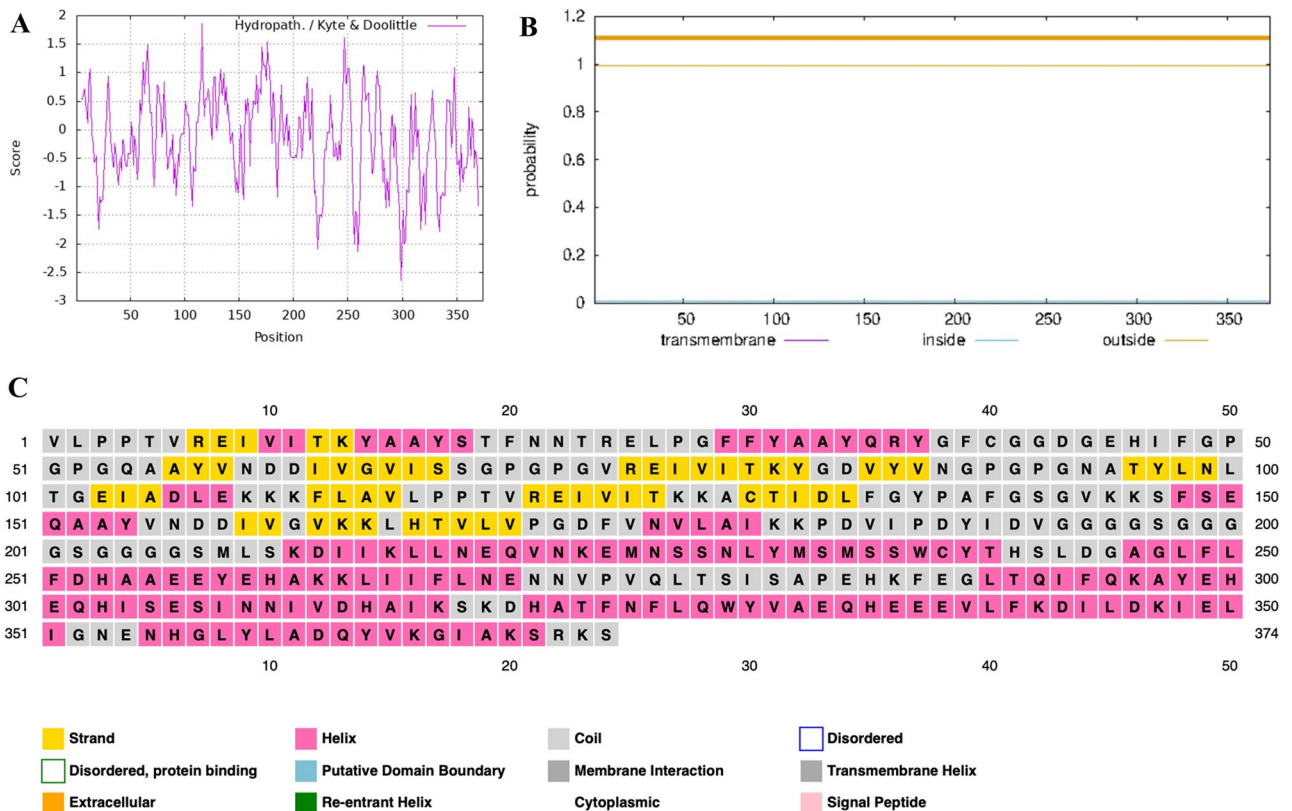 A
Hydropath. / Kyte & Doolittle
2
1.5
1
0.5
0
-0.5
-1
-1.5
-2
-2.5
-3
Score
50 100 150 200 250 300 350
Position
B
1.2
1
0.8
0.6
0.4
0.2
0
probability
50 100 150 200 250 300 350
transmembrane inside outside
C
10 20 30 40 50
1 V L P P T V R E I V I T K Y A A Y S T F N N T R E L P G F F Y A A Y Q R Y G F C G G D G E H I F G P 50
51 G P G Q A A Y V N D D I V G V I S S G P G P G V R E I V I T K Y G D V Y V N G P G P G N A T Y L N L 100
101 T G E I A D L E K K K F L A V L P P T V R E I V I T K K A C T I D L F G Y P A F G S G V K K S F S E 150
151 Q A A Y V N D D I V G V K K L H T V L V P G D F V N V L A I K K P D V I P D Y I D V G G G G S G G G 200
201 G S G G G G S M L S K D I I K L L N E Q V N K E M N S S N L Y M S M S S W C Y T H S L D G A G L F L 250
251 F D H A A E E Y E H A K K L I I F L N E N N V P V Q L T S I S A P E H K F E G L T Q I F Q K A Y E H 300
301 E Q H I S E S I N N I V D H A I K S K D H A T F N F L Q W Y V A E Q H E E E V L F K D I L D K I E L 350
351 I G N E N H G L Y L A D Q Y V K G I A K S R K S 374
10 20 30 40 50
Strand Helix Coil Disordered
Disordered, protein binding Putative Domain Boundary Membrane Interaction Transmembrane Helix
Extracellular Re-entrant Helix Cytoplasmic Signal Peptide